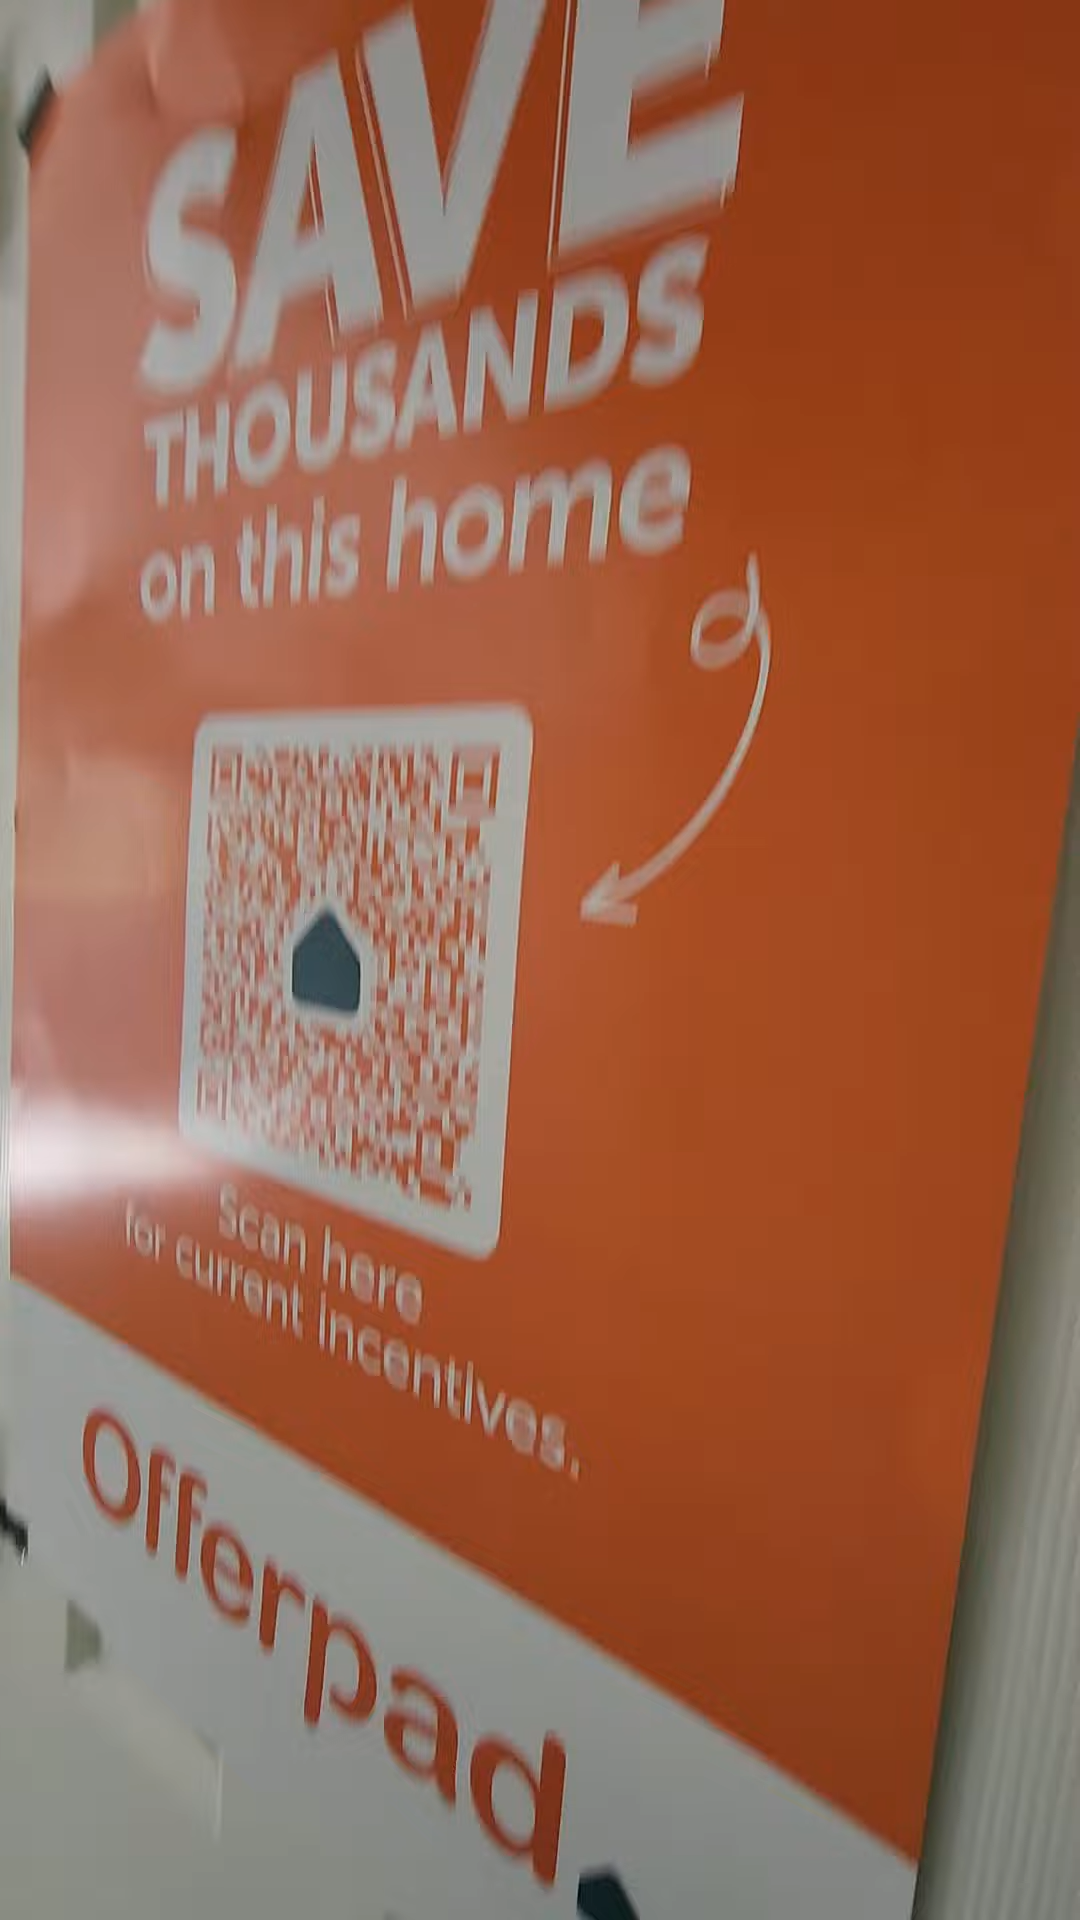 SAVE
THOUSANDS
on this home
Scan here
for current incentives.
Offerpad